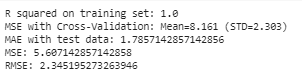 R squared on training set: 1.0
MSE with Cross-Validation: Mean=8.161 (STD=2.303)
MAE with test data: 1.7857142857142856
MSE: 5.607142857142858
RMSE: 2.345195273263946